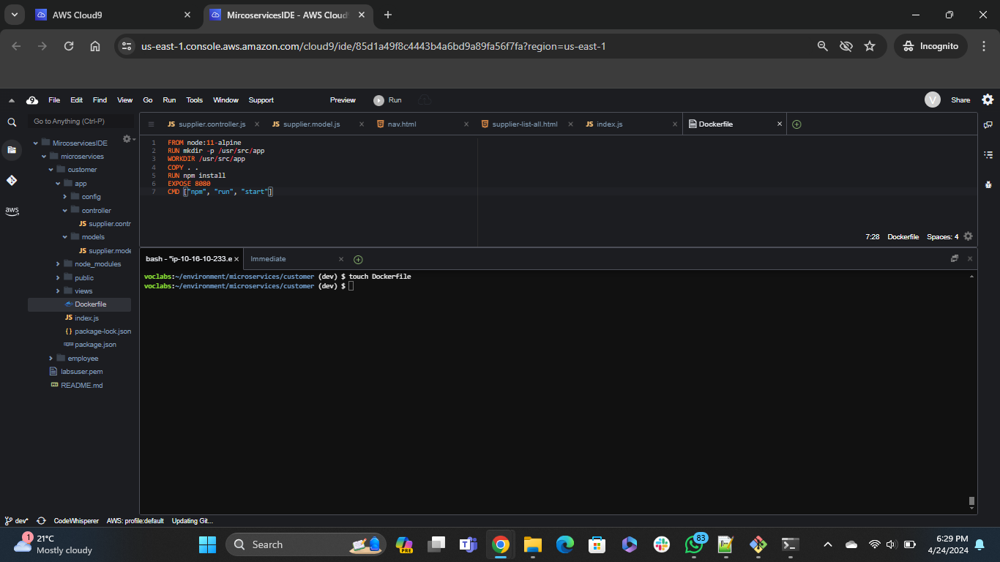 AWS Cloud9
MircoservicesIDE - AWS Cloud9
us-east-1.console.aws.amazon.com/cloud9/ide/85d1a49f8c4443b4a6bd9a89fa56f7fa?region=us-east-1
Incognito
File Edit Find View Go Run Tools Window Support Preview Run
V Share
Go to Anything (Ctrl-P)
supplier.controller.js
supplier.model.js
nav.html
supplier-list-all.html
index.js
Dockerfile
MircoservicesIDE
microservices
customer
app
config
controller
JS supplier.contr
models
JS supplier.mode
node_modules
public
views
Dockerfile
JS index.js
package-lock.json
package.json
employee
labsuser.pem
README.md
aws
1 FROM node:11-alpine
2 RUN mkdir -p /usr/src/app
3 WORKDIR /usr/src/app
4 COPY . .
5 RUN npm install
6 EXPOSE 8080
7 CMD ["npm", "run", "start"]
7:28 Dockerfile Spaces: 4
bash - "ip-10-16-10-233.e
Immediate
voclabs:~/environment/microservices/customer (dev) $ touch Dockerfile
voclabs:~/environment/microservices/customer (dev) $
dev* CodeWhisperer AWS: profile:default Updating Git...
1
21°C
Mostly cloudy
Search
PRE
83
6:29 PM
4/24/2024